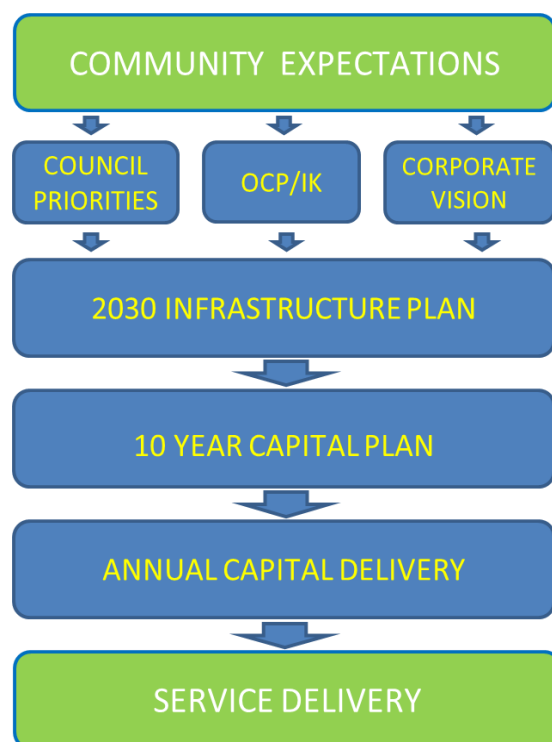 COMMUNITY EXPECTATIONS
COUNCIL
PRIORITIES
OCP/IK
CORPORATE
VISION
2030 INFRASTRUCTURE PLAN
10 YEAR CAPITAL PLAN
ANNUAL CAPITAL DELIVERY
SERVICE DELIVERY